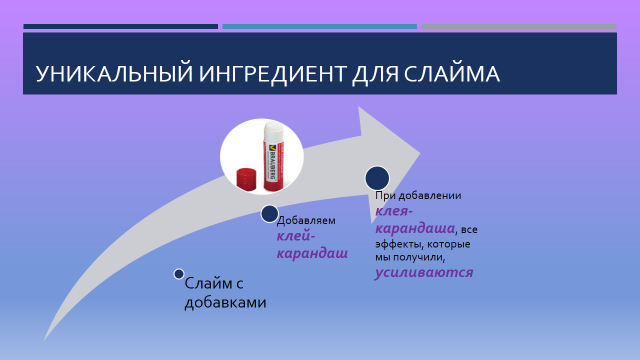 УНИКАЛЬНЫЙ ИНГРЕДИЕНТ ДЛЯ СЛАЙМА
BRAUBERG
Слайм с
добавками
Добавляем
клей-
карандаш
При добавлении
клея-
карандаша, все
эффекты, которые
мы получили,
усиливаются